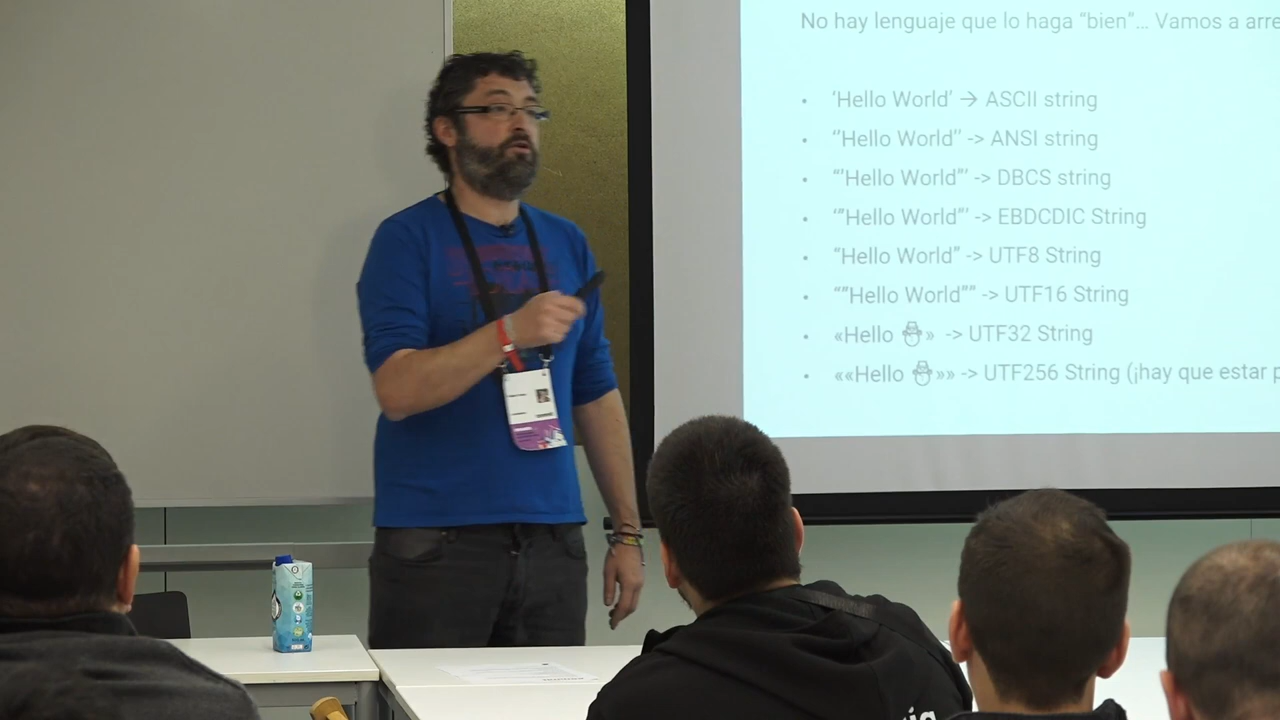 No hay lenguaje que lo haga “bien”... Vamos a arre
• ‘Hello World’ → ASCII string
• ‘’Hello World’’ -> ANSI string
• “’Hello World”’ -> DBCS string
• ‘“’Hello World”’ -> EBDCDIC String
• “Hello World” -> UTF8 String
• “”Hello World”” -> UTF16 String
• «Hello ☃» -> UTF32 String
• ««Hello ☃»» -> UTF256 String (¡hay que estar p